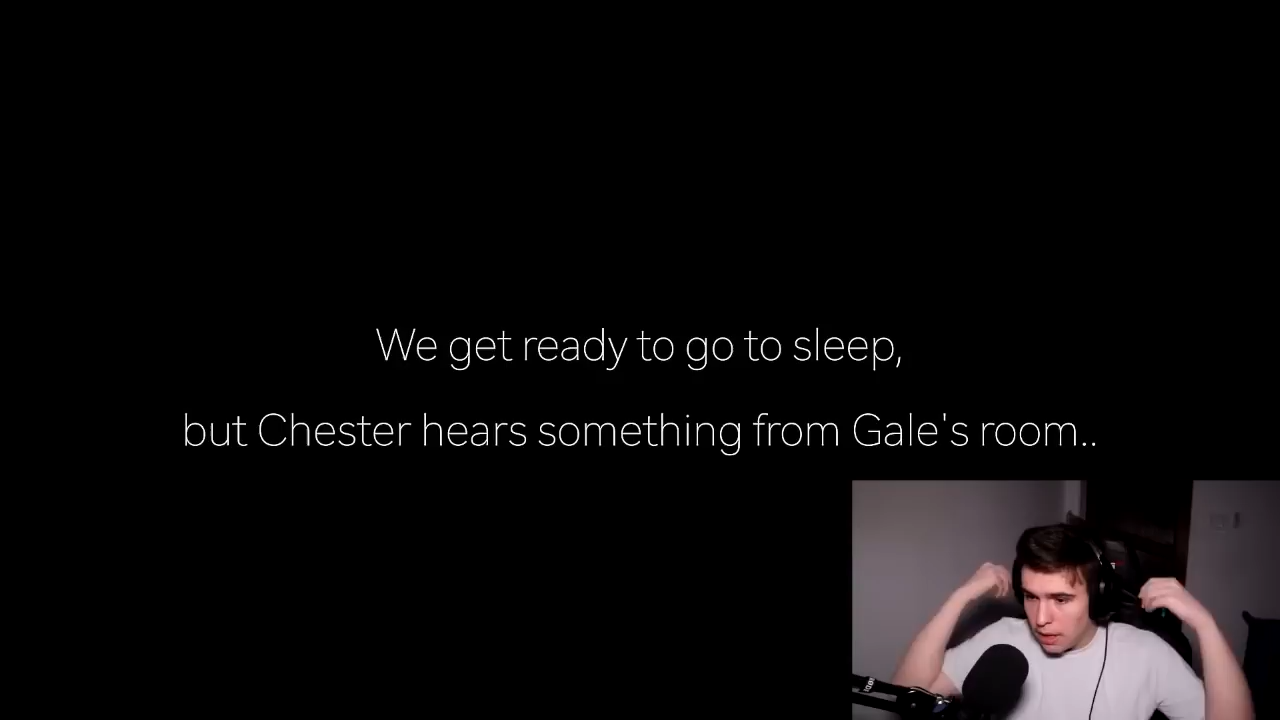 We get ready to go to sleep,
but Chester hears something from Gale's room..